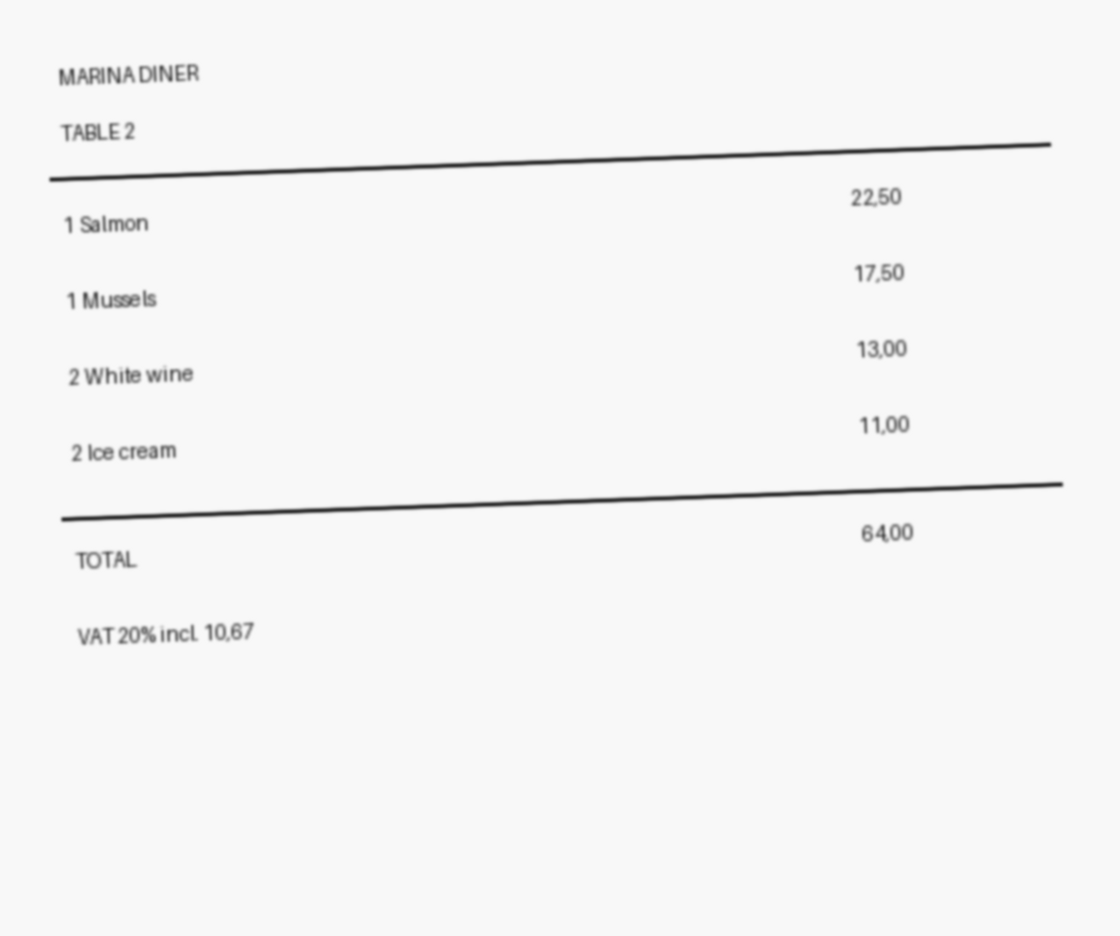 MARINA DINER
TABLE 2
1 Salmon 22,50
1 Mussels 17,50
2 White wine 13,00
2 Ice cream 11,00
TOTAL 64,00
VAT 20% incl. 10,67